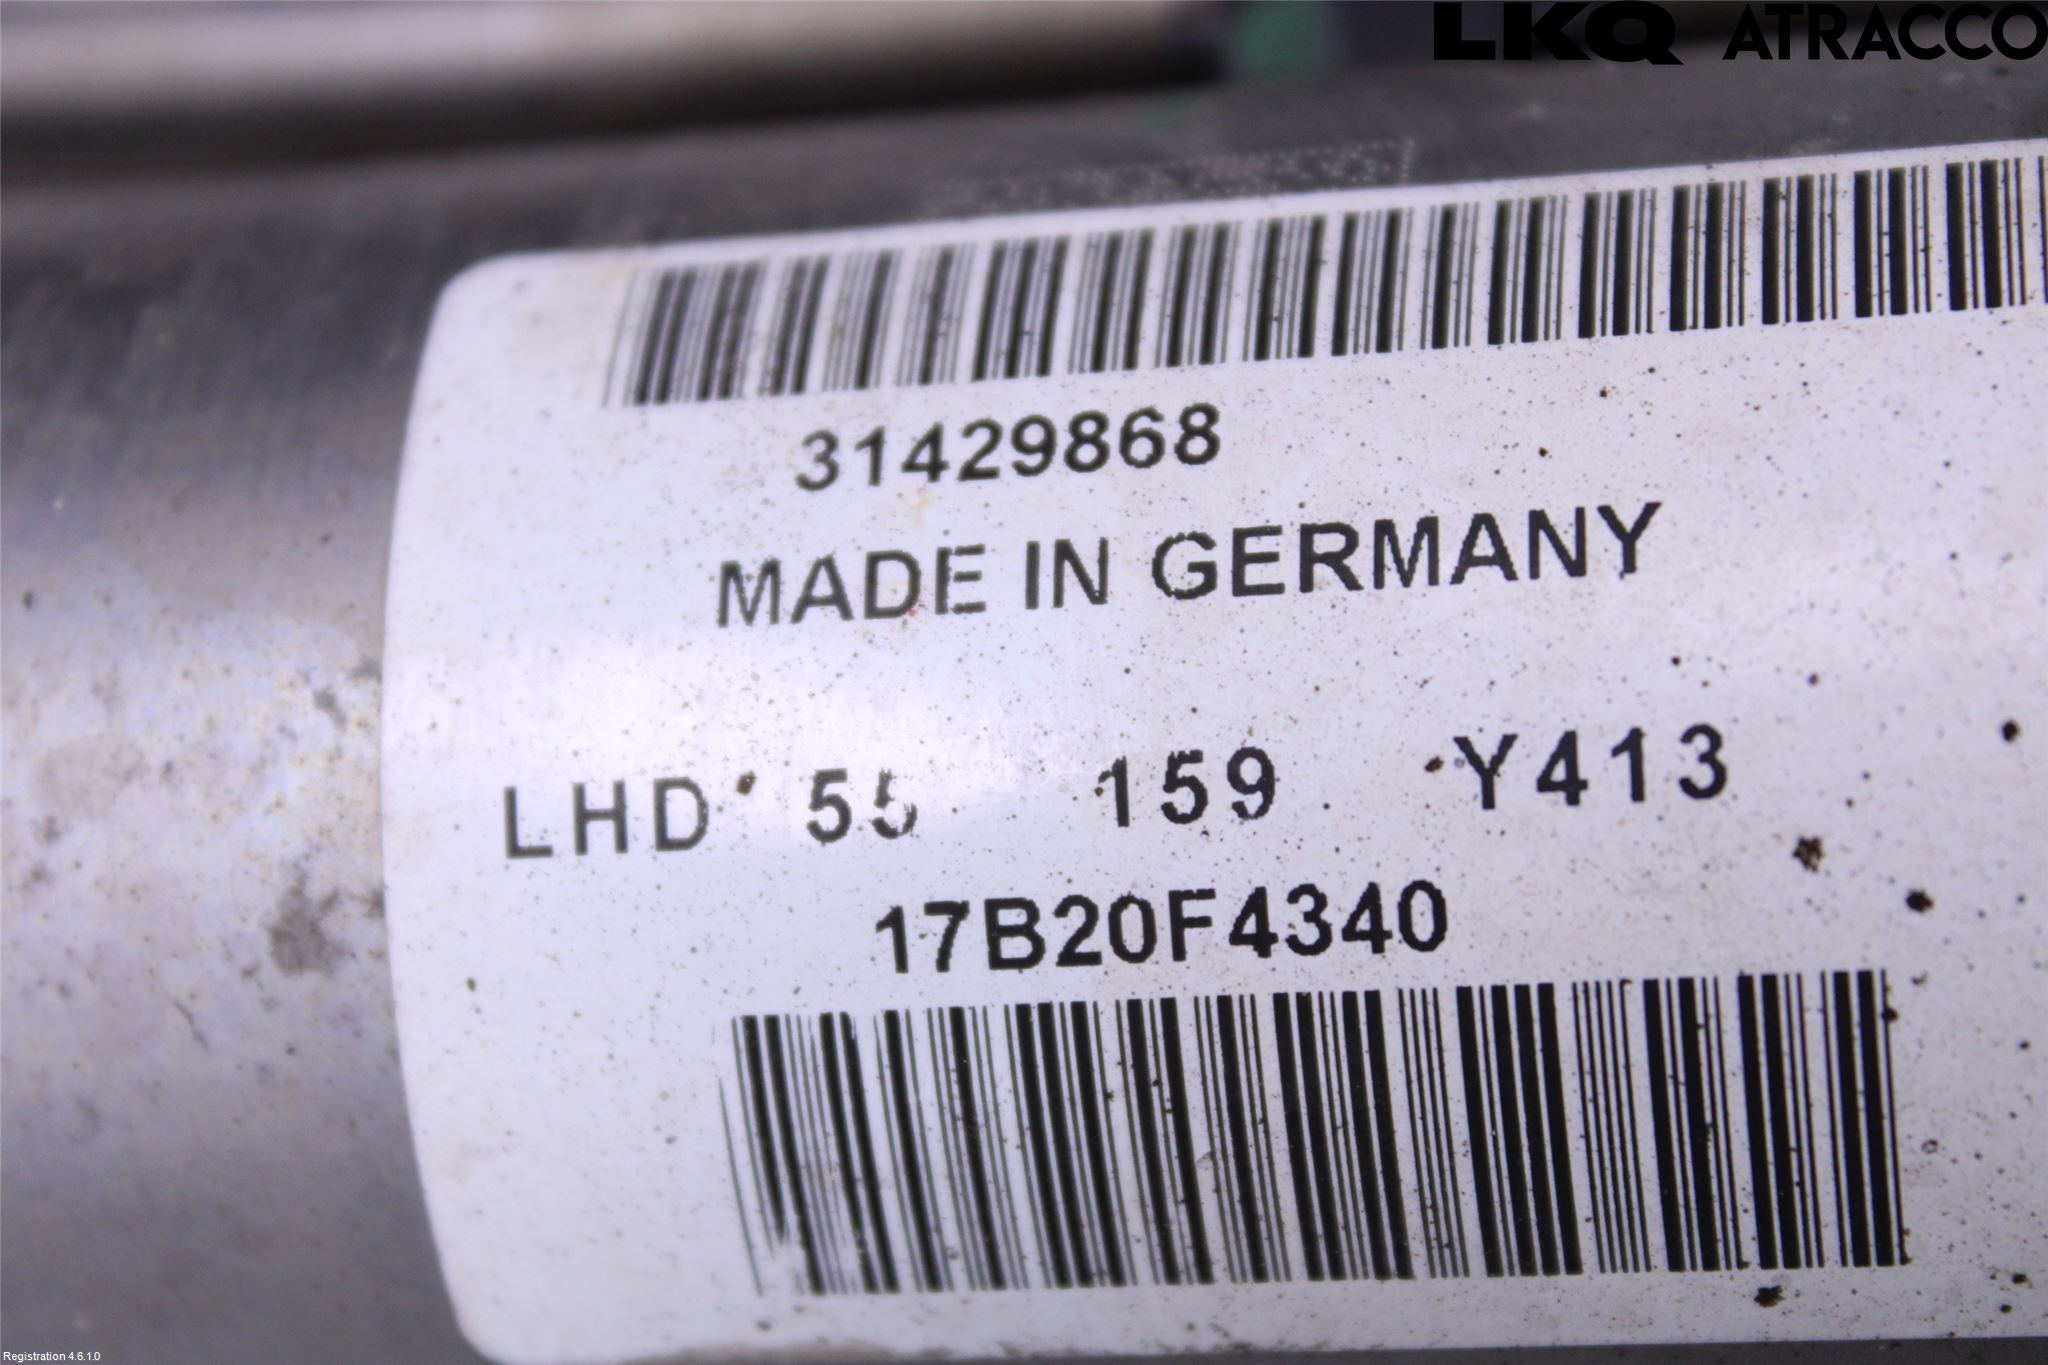 LKQ ATRACCO
31429868
MADE IN GERMANY
LHD 55 159 Y413
17B20F4340
Registration 4.6.1.0